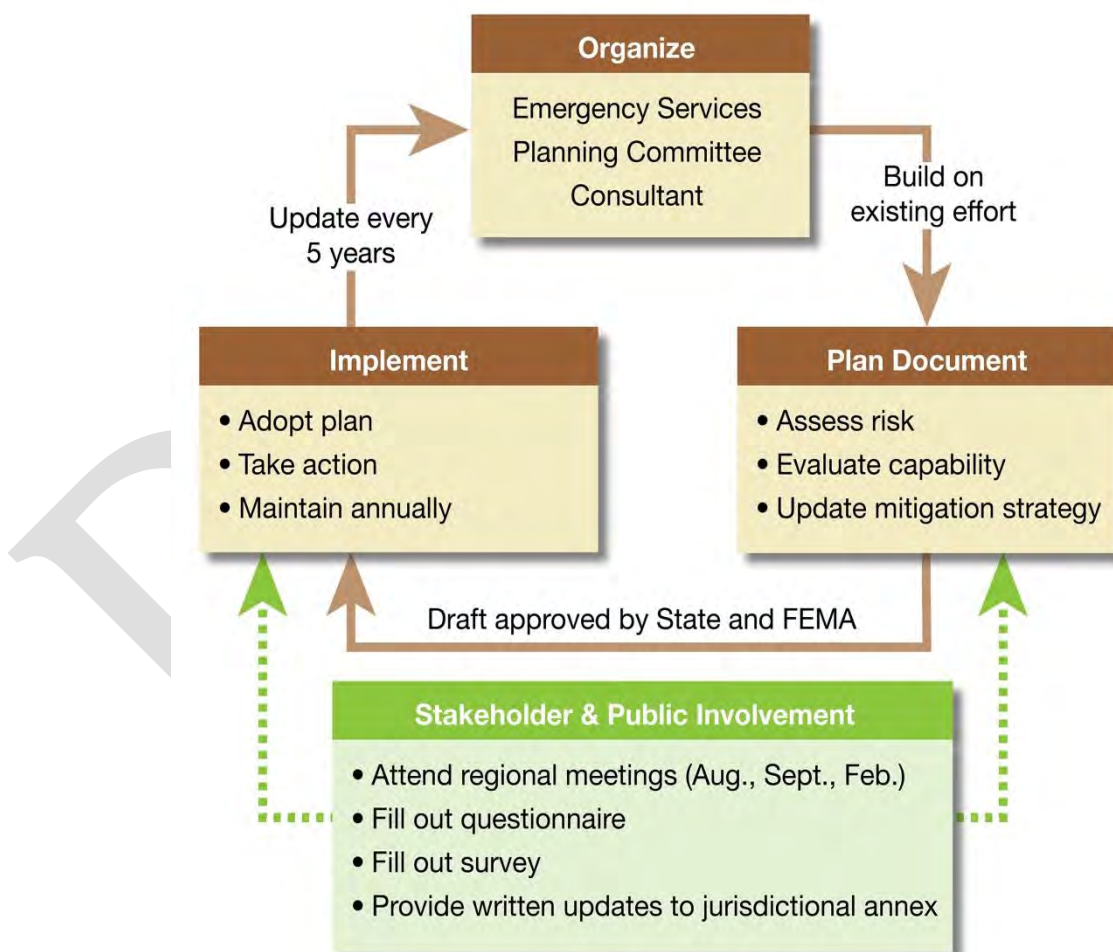 Organize
Emergency Services
Planning Committee
Consultant
Update every
5 years
Build on
existing effort
Implement
• Adopt plan
• Take action
• Maintain annually
Plan Document
• Assess risk
• Evaluate capability
• Update mitigation strategy
Draft approved by State and FEMA
Stakeholder & Public Involvement
• Attend regional meetings (Aug., Sept., Feb.)
• Fill out questionnaire
• Fill out survey
• Provide written updates to jurisdictional annex